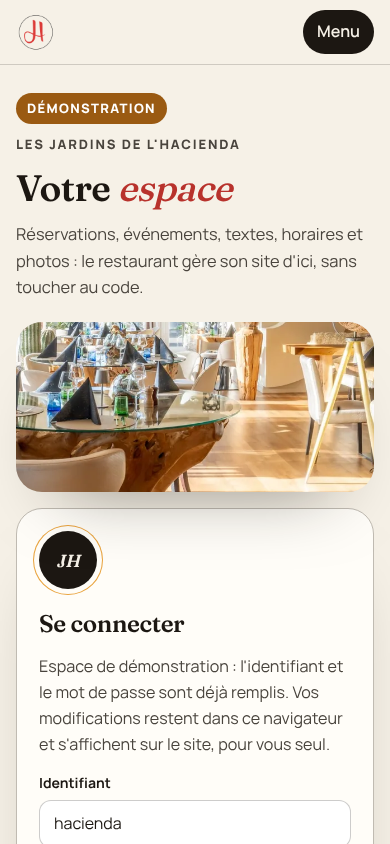 JH
Menu
DÉMONSTRATION
LES JARDINS DE L'HACIENDA
Votre espace
Réservations, événements, textes, horaires et
photos : le restaurant gère son site d'ici, sans
toucher au code.
JH
Se connecter
Espace de démonstration : l'identifiant et
le mot de passe sont déjà remplis. Vos
modifications restent dans ce navigateur
et s'affichent sur le site, pour vous seul.
Identifiant
hacienda